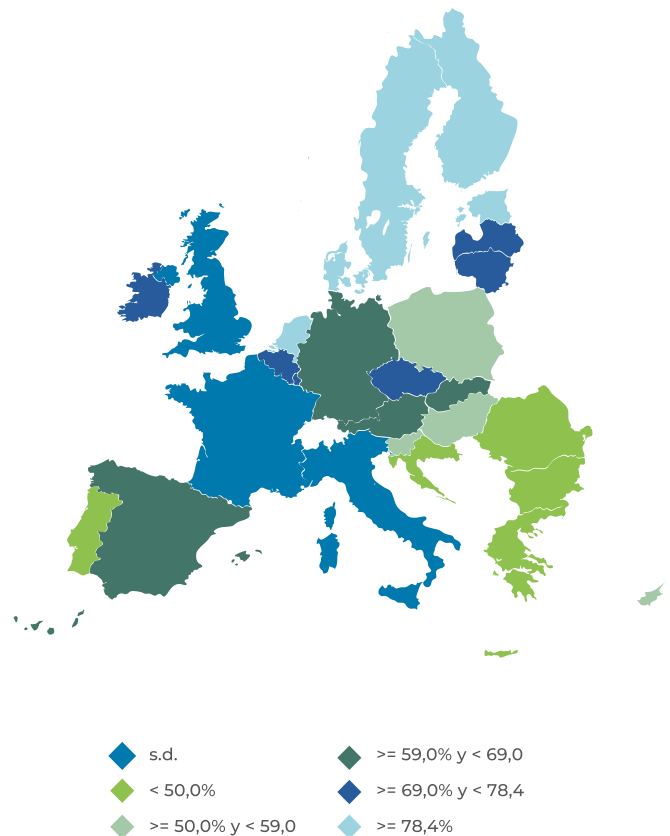 s.d.
< 50,0%
>= 50,0% y < 59,0
>= 59,0% y < 69,0
>= 69,0% y < 78,4
>= 78,4%